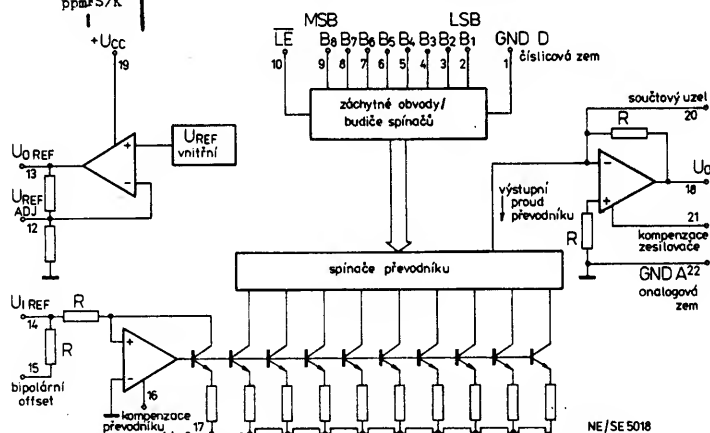 ppmFS/K
+UCC
19
LE
10
MSB
LSB
B8 B7 B6 B5 B4 B3 B2 B1
9 8 7 6 5 4 3 2
GND D
1
číslicová zem
záchytné obvody/
budiče spínačů
UREF
vnitřní
+
-
U0 REF
13
UREF
ADJ
12
součtový uzel
20
R
-
+
U0
18
R
21
kompenzace
zesilovače
GND A 22
analogová
zem
výstupní
proud
převodníku
spínače převodníku
UI REF
14
R
R
15
bipolární
offset
+
-
16
kompenzace
převodníku
17
NE/SE 5018